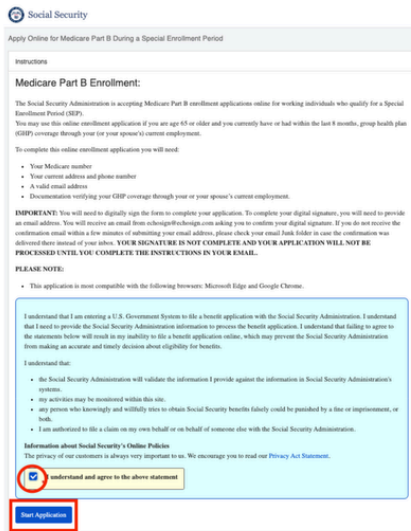 Social Security
Apply Online for Medicare Part B During a Special Enrollment Period
Instructions
Medicare Part B Enrollment:
The Social Security Administration is accepting Medicare Part B enrollment applications online for working individuals who qualify for a Special
Enrollment Period (SEP).
You may use this online enrollment application if you are age 65 or older and you currently have or had within the last 8 months, group health plan
(GHP) coverage through your (or your spouse's) current employment.
To complete this online enrollment application you will need:
• Your Medicare number
• Your current address and phone number
• A valid email address
• Documentation verifying your GHP coverage through your or your spouse's current employment.
IMPORTANT: You will need to digitally sign the form to complete your application. To complete your digital signature, you will need to provide
an email address. You will receive an email from echosign@echosign.com asking you to confirm your digital signature. If you do not receive the
confirmation email within a few minutes of submitting your email address, please check your email Junk folder in case the confirmation was
delivered there instead of your inbox. YOUR SIGNATURE IS NOT COMPLETE AND YOUR APPLICATION WILL NOT BE
PROCESSED UNTIL YOU COMPLETE THE INSTRUCTIONS IN YOUR EMAIL.
PLEASE NOTE:
• This application is most compatible with the following browsers: Microsoft Edge and Google Chrome.
I understand that I am entering a U.S. Government System to file a benefit application with the Social Security Administration. I understand
that I need to provide the Social Security Administration information to process the benefit application. I understand that failing to agree to
the statements below will result in my inability to file a benefit application online, which may prevent the Social Security Administration
from making an accurate and timely decision about eligibility for benefits.
I understand that:
• the Social Security Administration will validate the information I provide against the information in Social Security Administration's
systems.
• my activities may be monitored within this site.
• any person who knowingly and willfully tries to obtain Social Security benefits falsely could be punished by a fine or imprisonment, or
both.
• I am authorized to file a claim on my own behalf or on behalf of someone else with the Social Security Administration.
Information about Social Security's Online Policies
The privacy of our customers is always very important to us. We encourage you to read our Privacy Act Statement.
I understand and agree to the above statement
Start Application